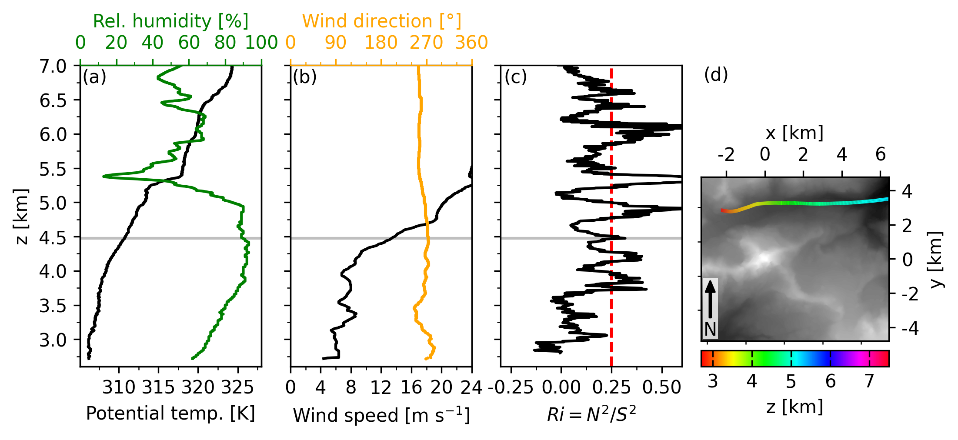 Rel. humidity [%]
0 20 40 60 80 100
Wind direction [°]
0 90 180 270 360
(a)
(b)
(c)
(d)
7.0
6.5
6.0
5.5
5.0
4.5
4.0
3.5
3.0
z [km]
310 315 320 325
Potential temp. [K]
0 4 8 12 16 20 24
Wind speed [m s⁻¹]
-0.25 0.00 0.25 0.50
Ri = N²/S²
x [km]
-2 0 2 4 6
4
2
0
-2
-4
y [km]
N
3 4 5 6 7
z [km]